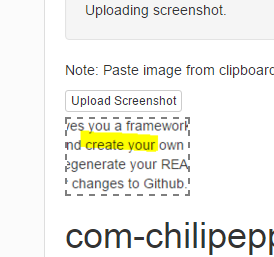 Uploading screenshot.
Note: Paste image from clipboard
Upload Screenshot
es you a framework
nd create your own
egenerate your REA
changes to Github.
com-chilipepp